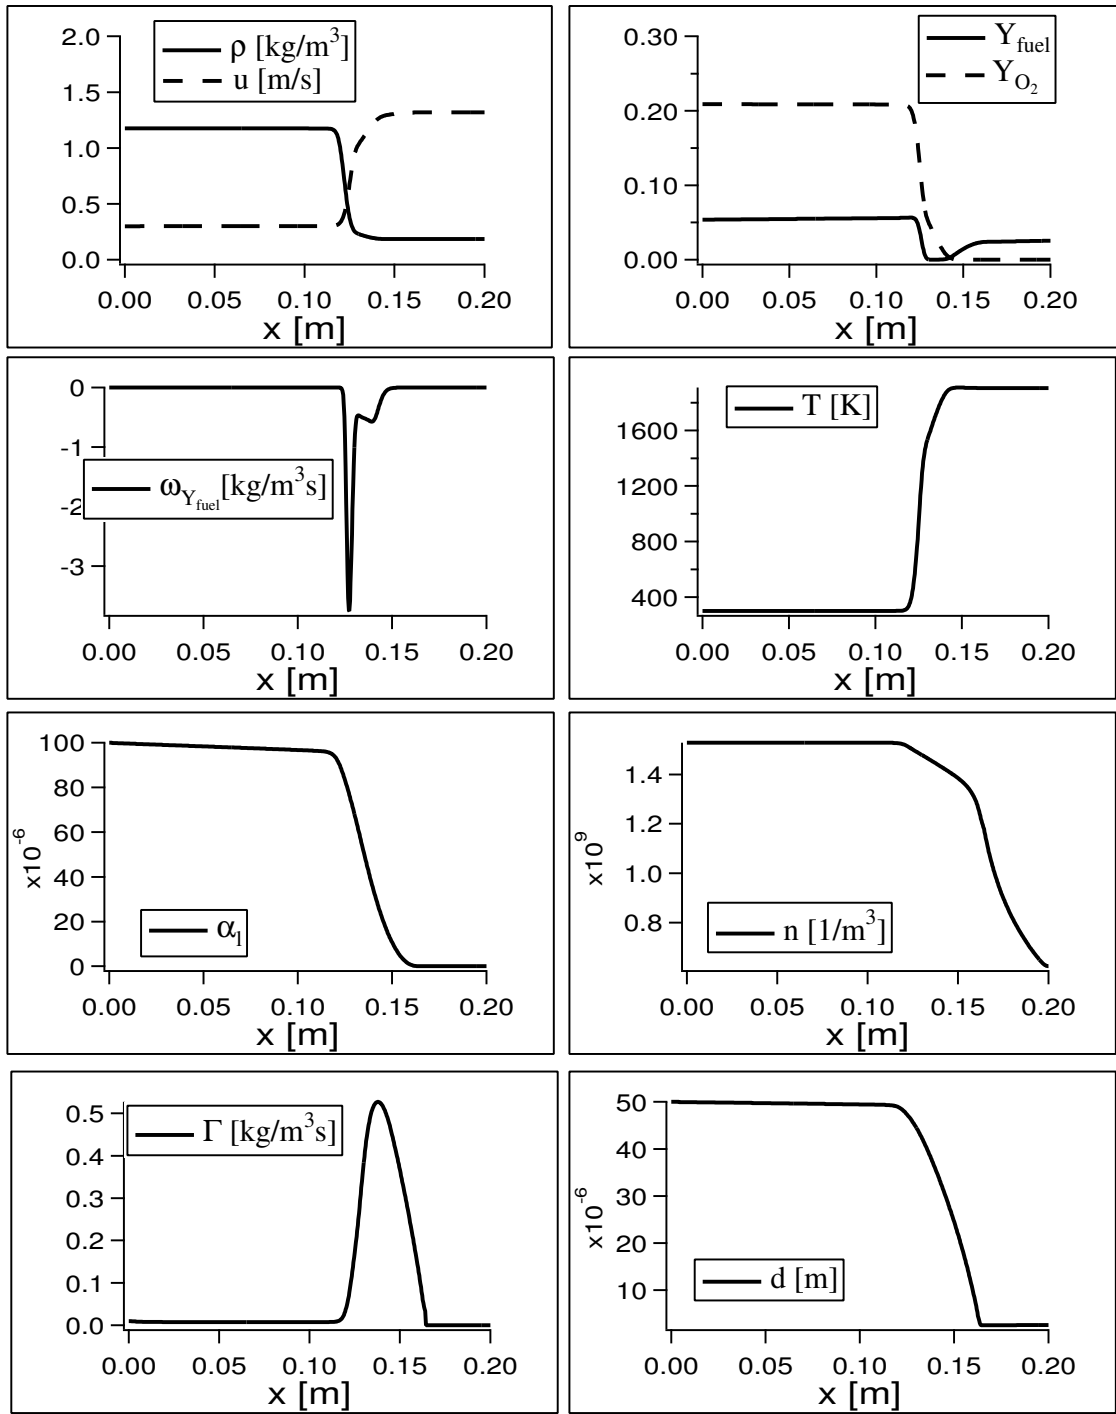 2.0
1.5
1.0
0.5
0.0
ρ [kg/m³]
u [m/s]
0.00 0.05 0.10 0.15 0.20
x [m]
0.30
0.20
0.10
0.00
Y_fuel
Y_O₂
0.00 0.05 0.10 0.15 0.20
x [m]
0
-1
-2
-3
ω_Y_fuel[kg/m³s]
0.00 0.05 0.10 0.15 0.20
x [m]
1600
1200
800
400
T [K]
0.00 0.05 0.10 0.15 0.20
x [m]
100
80
60
40
20
0
x10⁻⁶
α_l
0.00 0.05 0.10 0.15 0.20
x [m]
1.4
1.2
1.0
0.8
x10⁹
n [1/m³]
0.00 0.05 0.10 0.15 0.20
x [m]
0.5
0.4
0.3
0.2
0.1
0.0
Γ [kg/m³s]
0.00 0.05 0.10 0.15 0.20
x [m]
50
40
30
20
10
x10⁻⁶
d [m]
0.00 0.05 0.10 0.15 0.20
x [m]